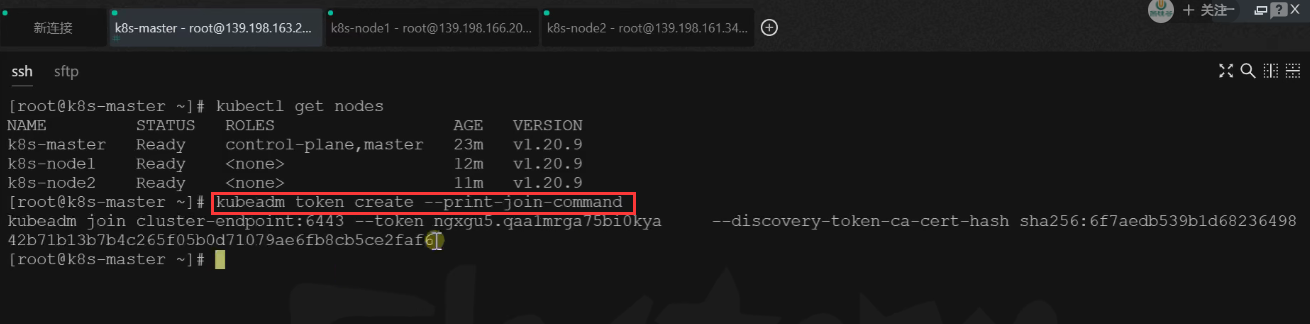 新连接
k8s-master - root@139.198.163.2...
k8s-node1 - root@139.198.166.20...
k8s-node2 - root@139.198.161.34...
关注
ssh sftp
[root@k8s-master ~]# kubectl get nodes
NAME STATUS ROLES AGE VERSION
k8s-master Ready control-plane,master 23m v1.20.9
k8s-node1 Ready <none> 12m v1.20.9
k8s-node2 Ready <none> 11m v1.20.9
[root@k8s-master ~]# kubeadm token create --print-join-command
kubeadm join cluster-endpoint:6443 --token ngxgu5.qaa1mrga75bi0kya --discovery-token-ca-cert-hash sha256:6f7aedb539b1d68236498
42b71b13b7b4c265f05b0d71079ae6fb8cb5ce2faf6
[root@k8s-master ~]#